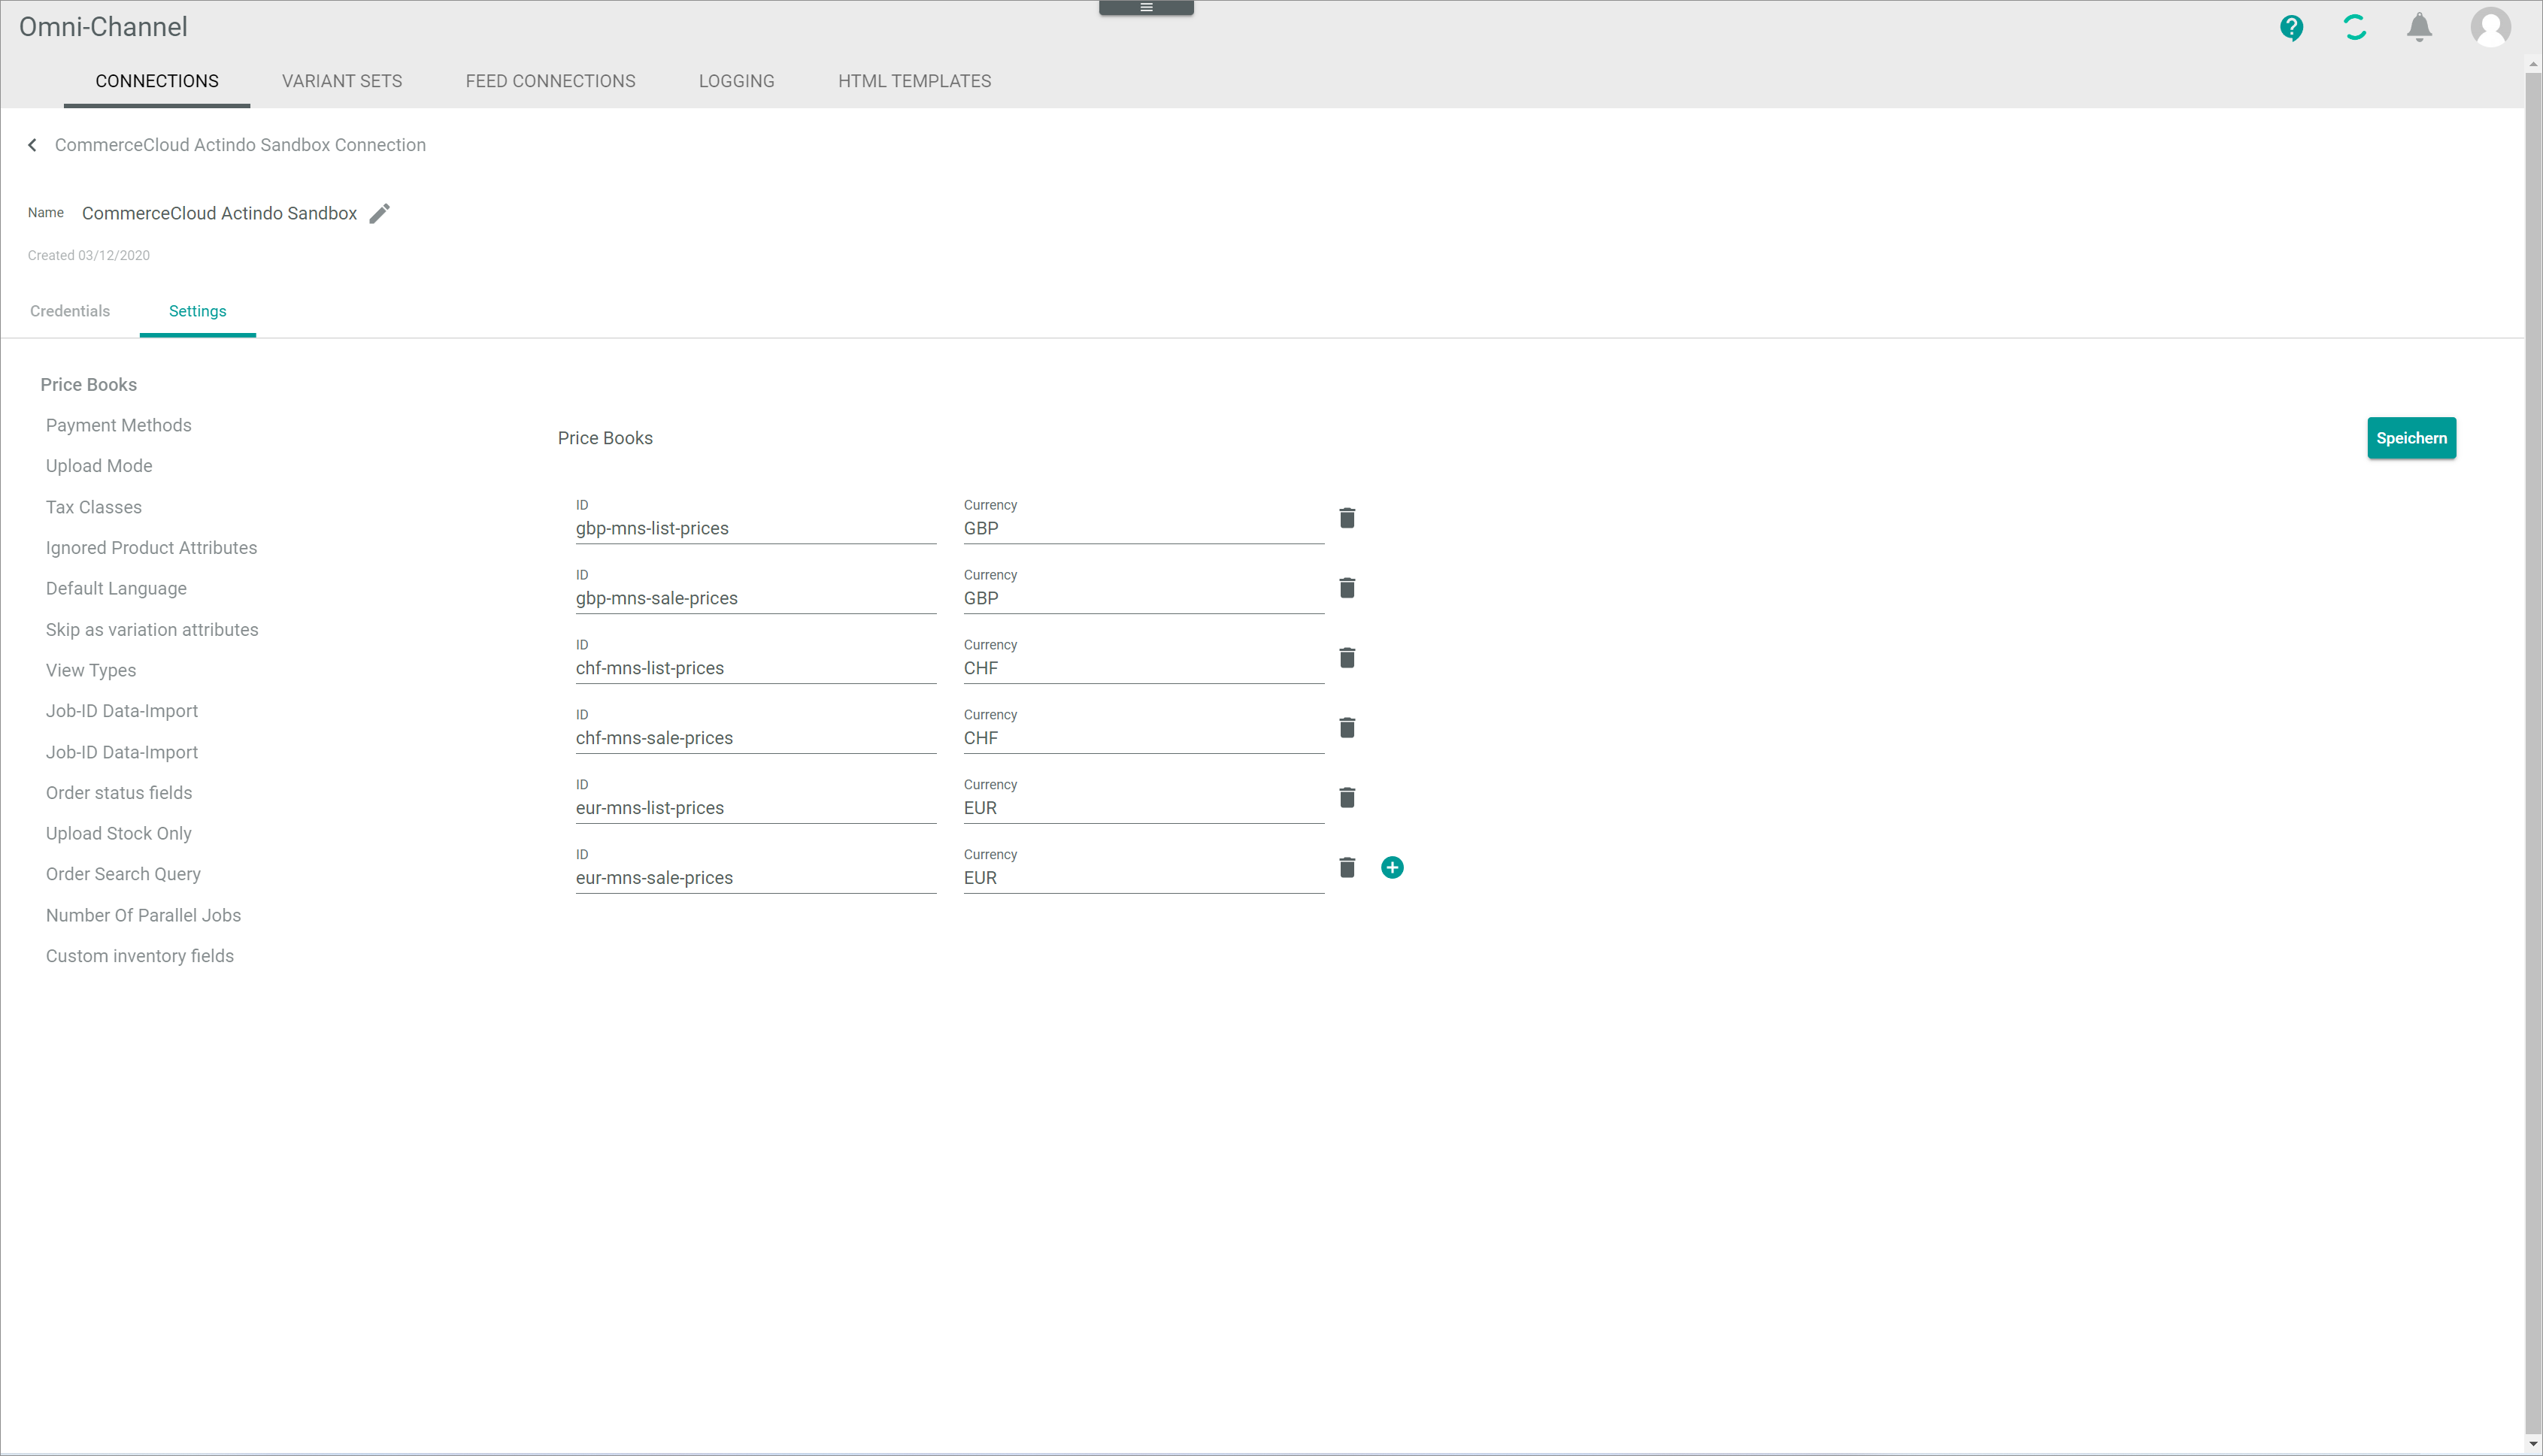 Omni-Channel
CONNECTIONS VARIANT SETS FEED CONNECTIONS LOGGING HTML TEMPLATES
CommerceCloud Actindo Sandbox Connection
Name CommerceCloud Actindo Sandbox
Created 03/12/2020
Credentials Settings
Price Books
Payment Methods
Upload Mode
Tax Classes
Ignored Product Attributes
Default Language
Skip as variation attributes
View Types
Job-ID Data-Import
Job-ID Data-Import
Order status fields
Upload Stock Only
Order Search Query
Number Of Parallel Jobs
Custom inventory fields
Price Books
Speichern
ID Currency
gbp-mns-list-prices GBP
ID Currency
gbp-mns-sale-prices GBP
ID Currency
chf-mns-list-prices CHF
ID Currency
chf-mns-sale-prices CHF
ID Currency
eur-mns-list-prices EUR
ID Currency
eur-mns-sale-prices EUR